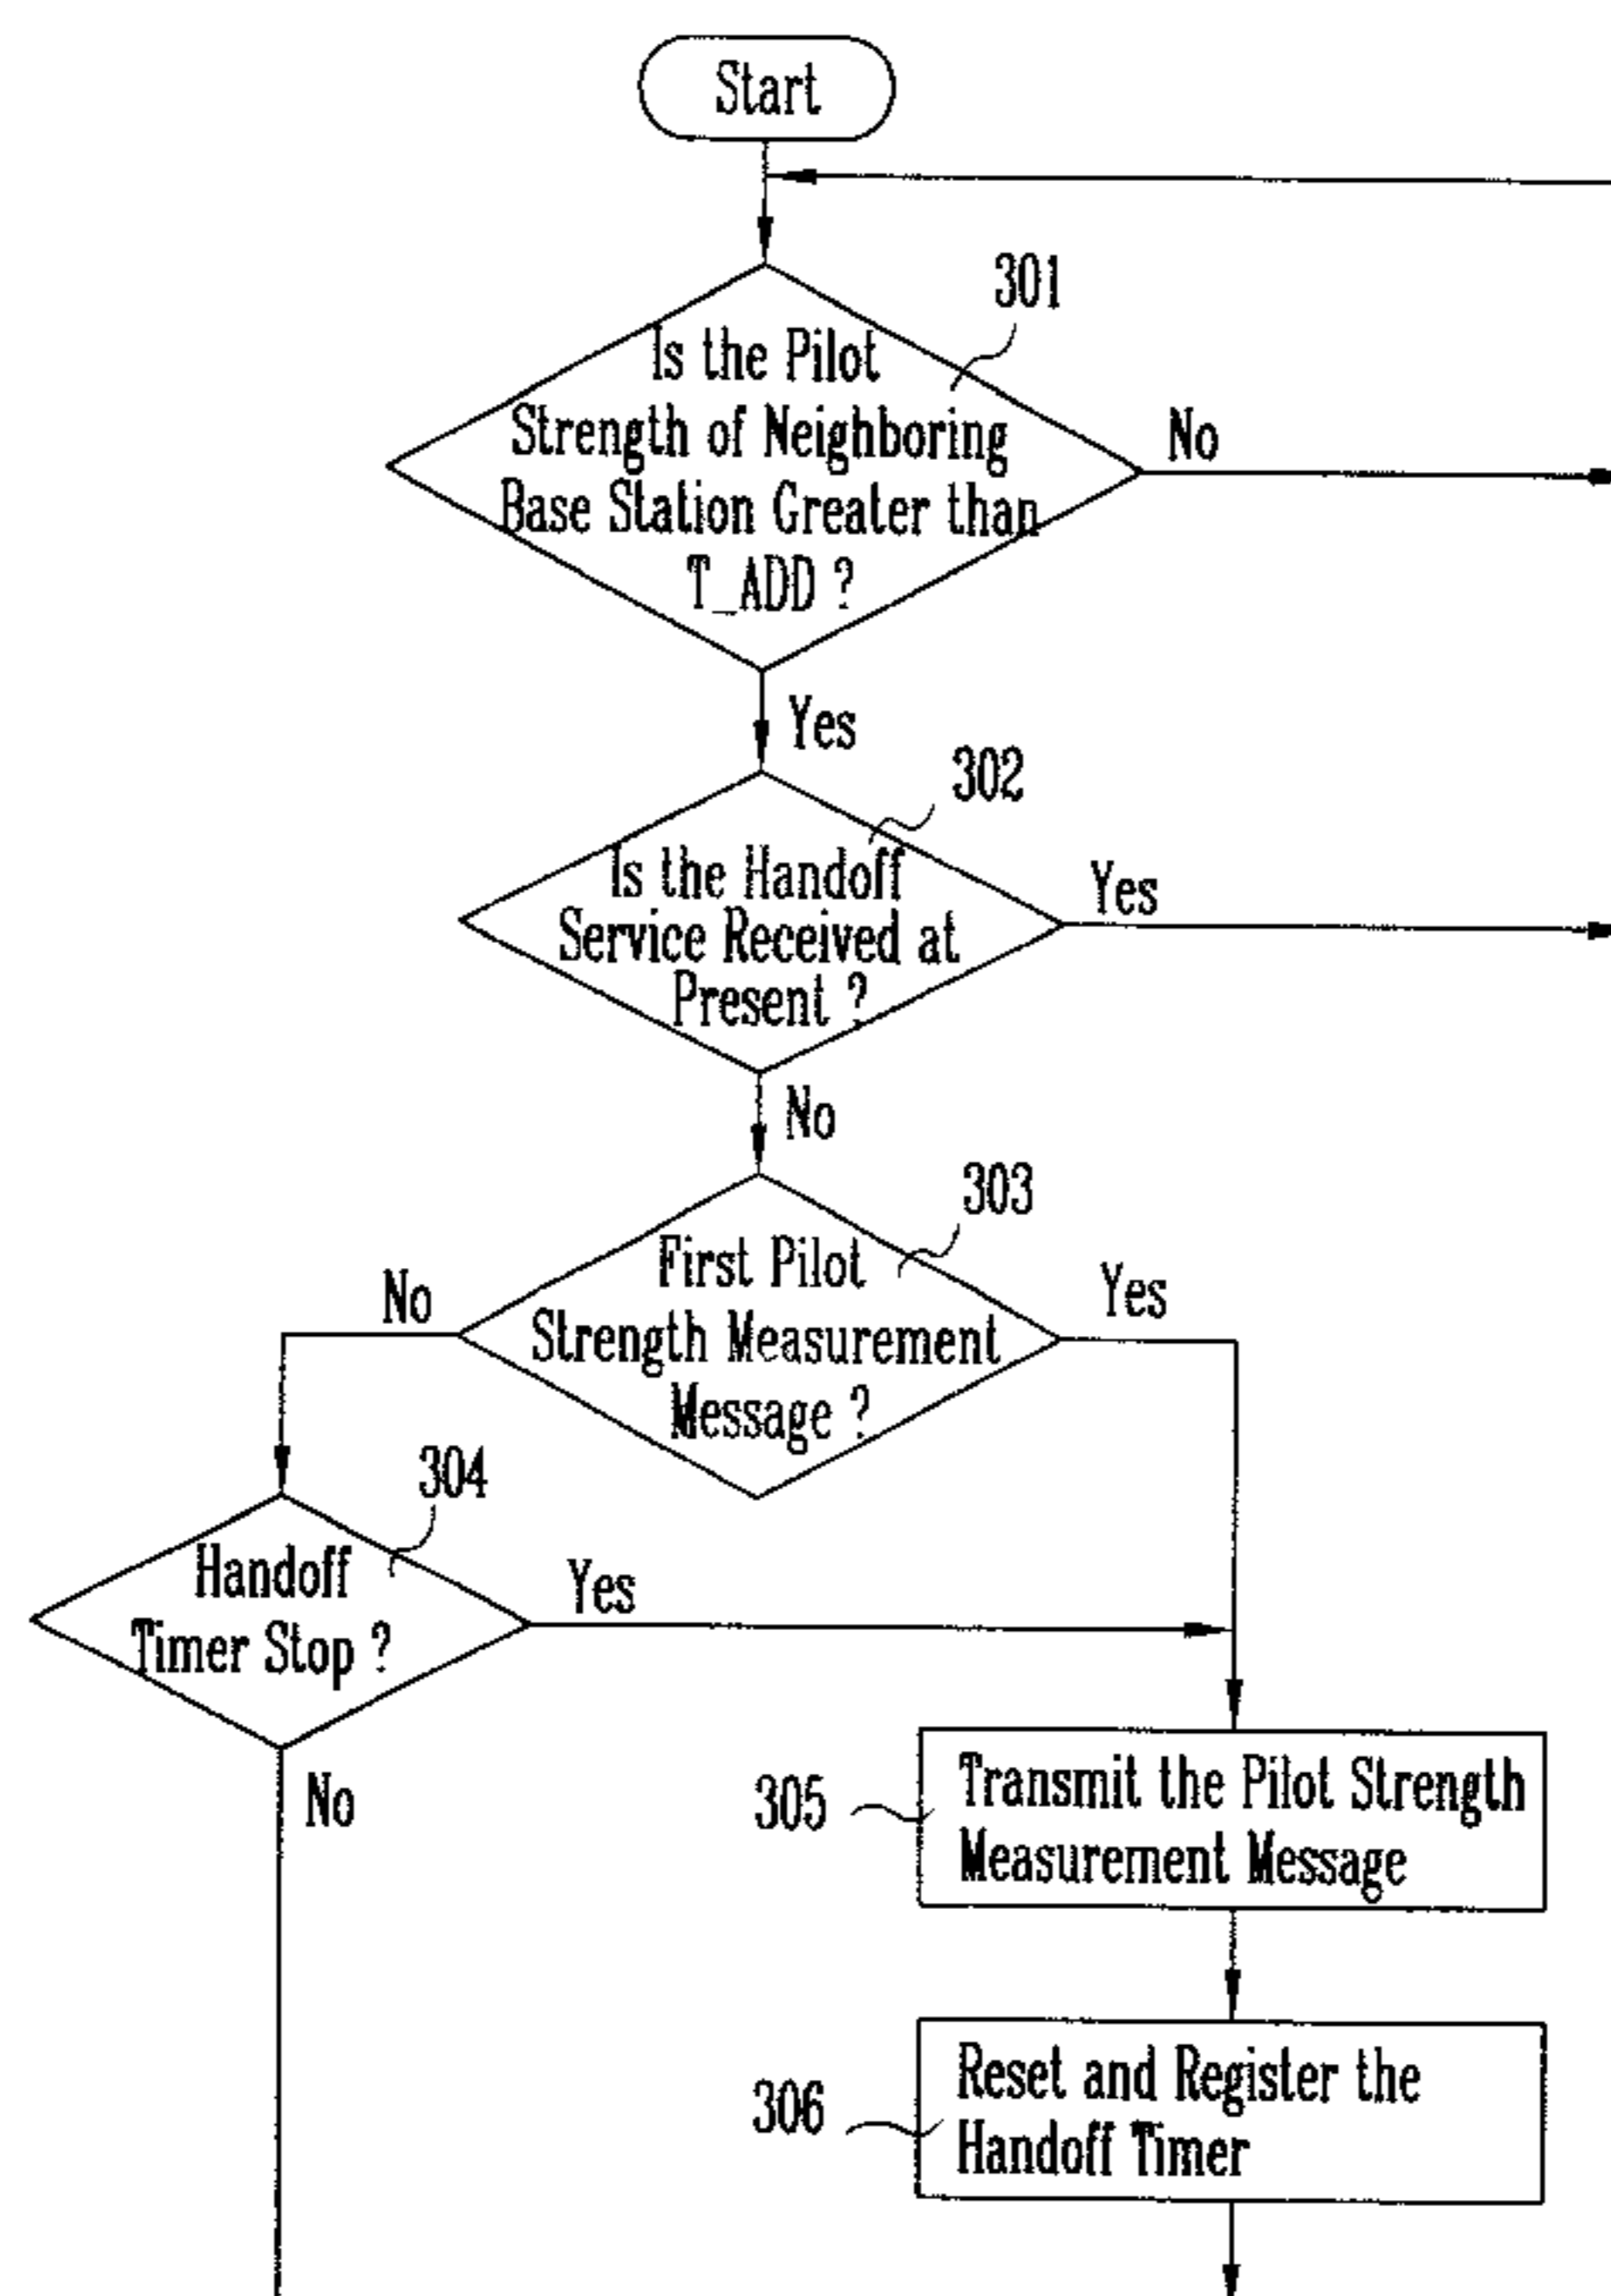 Start
301
Is the Pilot
Strength of Neighboring
Base Station Greater than
T_ADD ?
No
Yes
302
Is the Handoff
Service Received at
Present ?
Yes
No
303
First Pilot
Strength Measurement
Message ?
No
Yes
304
Handoff
Timer Stop ?
Yes
No
305
Transmit the Pilot Strength
Measurement Message
306
Reset and Register the
Handoff Timer